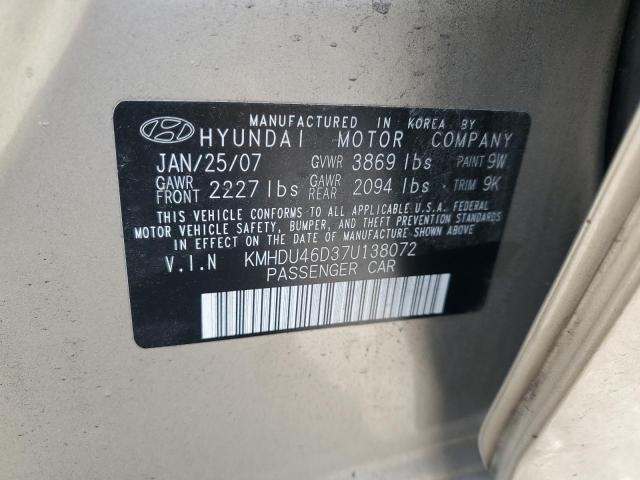 MANUFACTURED IN KOREA BY
HYUNDAI MOTOR COMPANY
JAN/25/07 GVWR 3869 lbs PAINT 9W
GAWR FRONT 2227 lbs GAWR REAR 2094 lbs TRIM 9K
THIS VEHICLE CONFORMS TO ALL APPLICABLE U.S.A. FEDERAL
MOTOR VEHICLE SAFETY, BUMPER, AND THEFT PREVENTION STANDARDS
IN EFFECT ON THE DATE OF MANUFACTURE SHOWN ABOVE.
V.I.N KMHDU46D37U138072
PASSENGER CAR